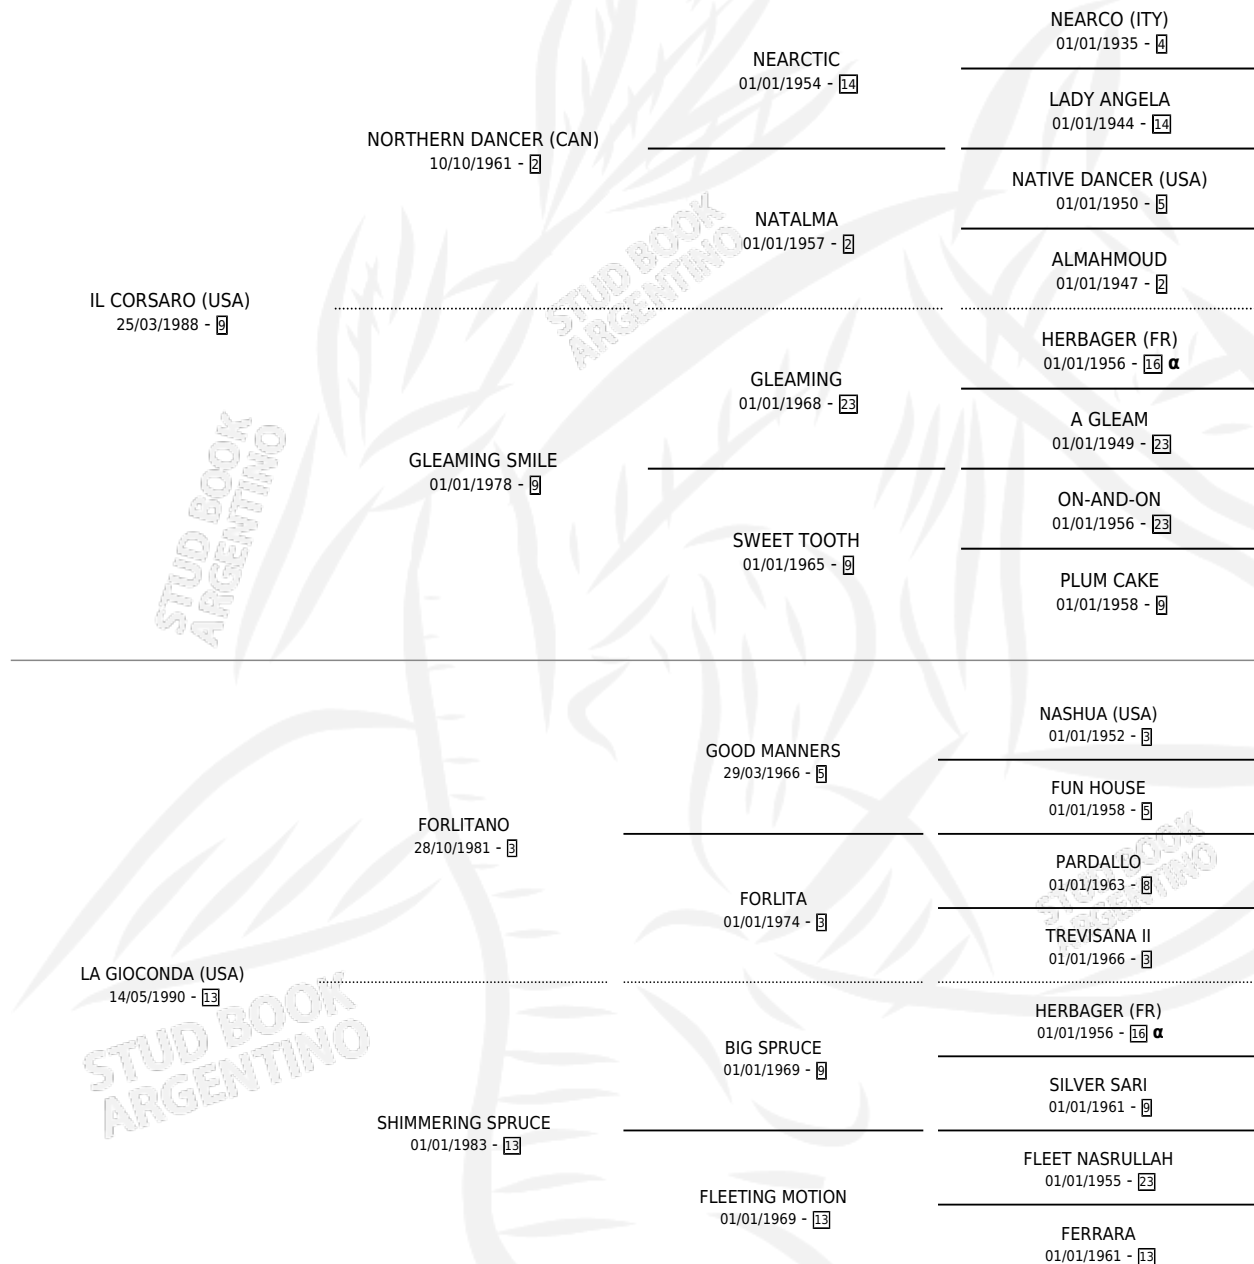 NEARCO (ITY)
01/01/1935 - 4
NEARCTIC
01/01/1954 - 14
LADY ANGELA
01/01/1944 - 14
NORTHERN DANCER (CAN)
10/10/1961 - 2
NATIVE DANCER (USA)
01/01/1950 - 5
NATALMA
01/01/1957 - 2
ALMAHMOUD
01/01/1947 - 2
IL CORSARO (USA)
25/03/1988 - 9
HERBAGER (FR)
01/01/1956 - 16 α
GLEAMING
01/01/1968 - 23
A GLEAM
01/01/1949 - 23
GLEAMING SMILE
01/01/1978 - 9
ON-AND-ON
01/01/1956 - 23
SWEET TOOTH
01/01/1965 - 9
PLUM CAKE
01/01/1958 - 9
NASHUA (USA)
01/01/1952 - 3
GOOD MANNERS
29/03/1966 - 5
FUN HOUSE
01/01/1958 - 5
FORLITANO
28/10/1981 - 3
PARDALLO
01/01/1963 - 8
FORLITA
01/01/1974 - 3
TREVISANA II
01/01/1966 - 3
LA GIOCONDA (USA)
14/05/1990 - 13
HERBAGER (FR)
01/01/1956 - 16 α
BIG SPRUCE
01/01/1969 - 9
SILVER SARI
01/01/1961 - 9
SHIMMERING SPRUCE
01/01/1983 - 13
FLEET NASRULLAH
01/01/1955 - 23
FLEETING MOTION
01/01/1969 - 13
FERRARA
01/01/1961 - 13
STUD BOOK
ARGENTINO
STUD BOOK
ARGENTINO
STUD BOOK
ARGENTINO
STUD BOOK
ARGENTINO